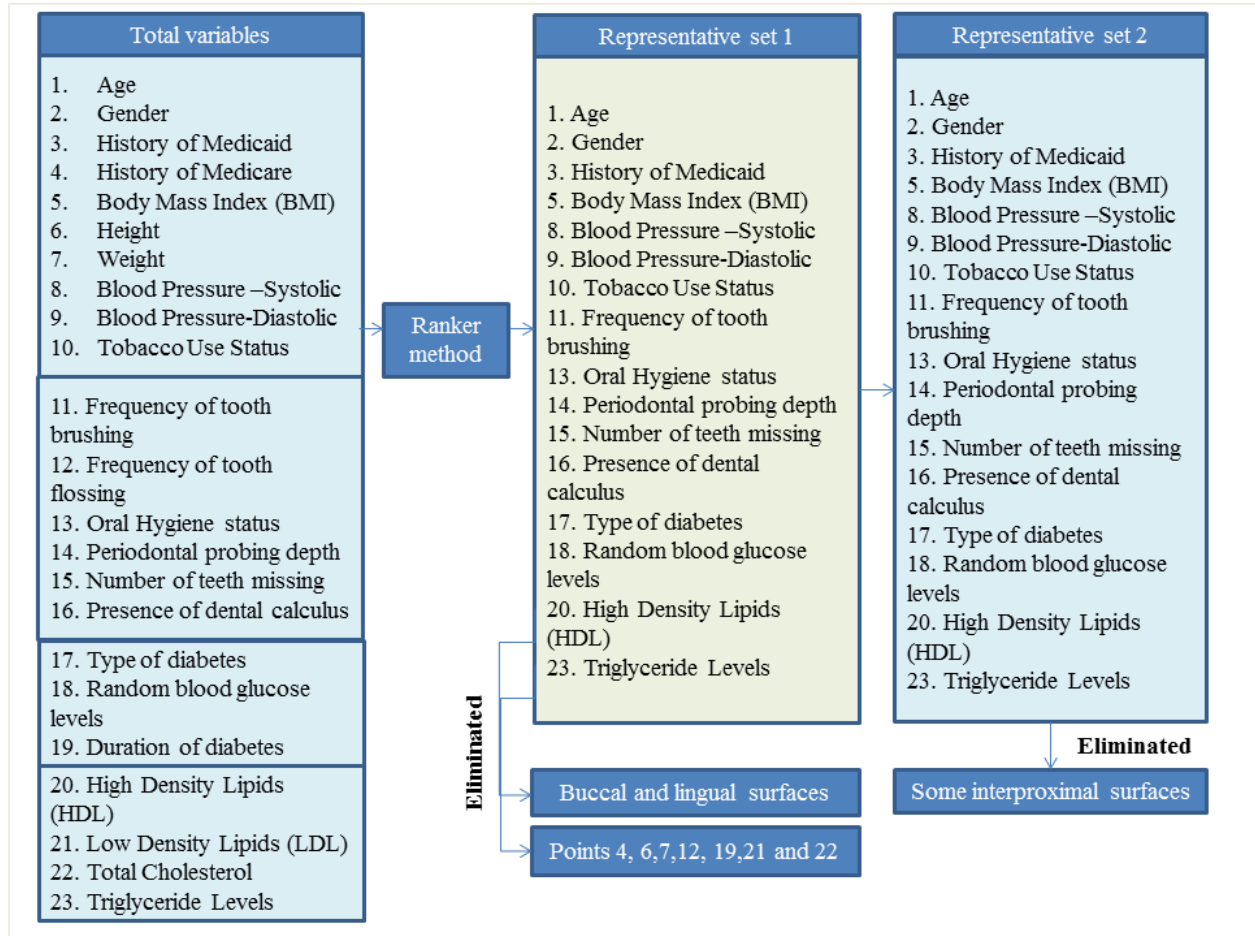 Total variables
1. Age
2. Gender
3. History of Medicaid
4. History of Medicare
5. Body Mass Index (BMI)
6. Height
7. Weight
8. Blood Pressure –Systolic
9. Blood Pressure-Diastolic
10. Tobacco Use Status
11. Frequency of tooth
brushing
12. Frequency of tooth
flossing
13. Oral Hygiene status
14. Periodontal probing depth
15. Number of teeth missing
16. Presence of dental calculus
17. Type of diabetes
18. Random blood glucose
levels
19. Duration of diabetes
20. High Density Lipids
(HDL)
21. Low Density Lipids (LDL)
22. Total Cholesterol
23. Triglyceride Levels
Ranker
method
Representative set 1
1. Age
2. Gender
3. History of Medicaid
5. Body Mass Index (BMI)
8. Blood Pressure –Systolic
9. Blood Pressure-Diastolic
10. Tobacco Use Status
11. Frequency of tooth
brushing
13. Oral Hygiene status
14. Periodontal probing depth
15. Number of teeth missing
16. Presence of dental
calculus
17. Type of diabetes
18. Random blood glucose
levels
20. High Density Lipids
(HDL)
23. Triglyceride Levels
Eliminated
Buccal and lingual surfaces
Points 4, 6,7,12, 19,21 and 22
Representative set 2
1. Age
2. Gender
3. History of Medicaid
5. Body Mass Index (BMI)
8. Blood Pressure –Systolic
9. Blood Pressure-Diastolic
10. Tobacco Use Status
11. Frequency of tooth
brushing
13. Oral Hygiene status
14. Periodontal probing
depth
15. Number of teeth missing
16. Presence of dental
calculus
17. Type of diabetes
18. Random blood glucose
levels
20. High Density Lipids
(HDL)
23. Triglyceride Levels
Eliminated
Some interproximal surfaces